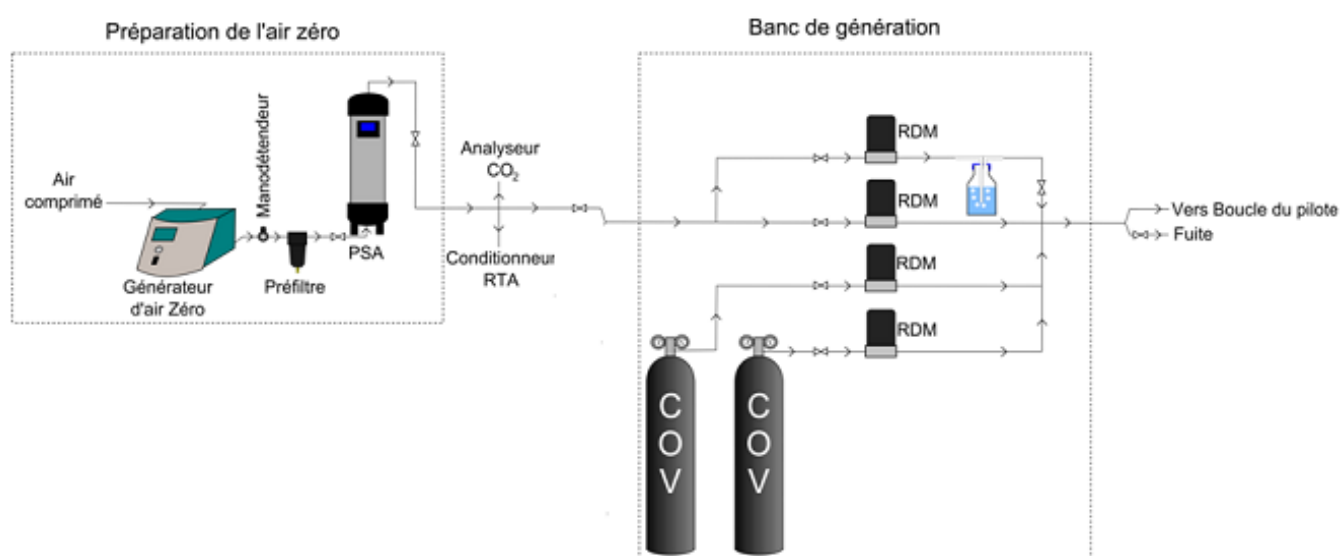 Préparation de l'air zéro
Air
comprimé
Générateur
d'air Zéro
Manodétendeur
Préfiltre
PSA
Analyseur
CO₂
Conditionneur
RTA
Banc de génération
RDM
RDM
RDM
RDM
C
O
V
C
O
V
Vers Boucle du pilote
Fuite